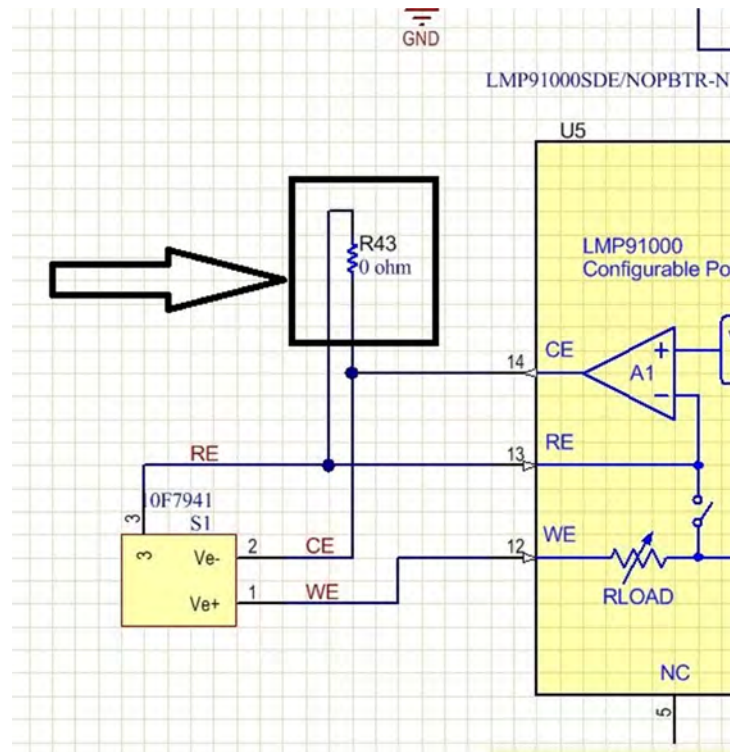 GND
LMP91000SDE/NOPBTR-N
U5
R43
0 ohm
LMP91000
Configurable Po
14
CE
+
A1
−
RE
13
RE
10F7941
S1
3
3
Ve-
2
CE
12
WE
Ve+
1
WE
RLOAD
NC
5